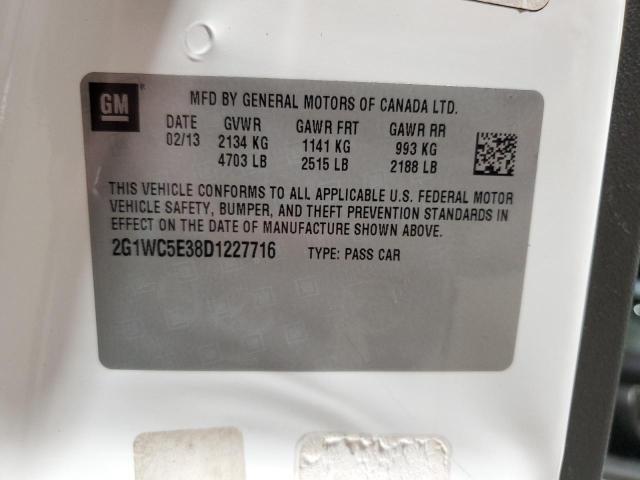 GM
MFD BY GENERAL MOTORS OF CANADA LTD.
DATE GVWR GAWR FRT GAWR RR
02/13 2134 KG 1141 KG 993 KG
4703 LB 2515 LB 2188 LB
THIS VEHICLE CONFORMS TO ALL APPLICABLE U.S. FEDERAL MOTOR
VEHICLE SAFETY, BUMPER, AND THEFT PREVENTION STANDARDS IN
EFFECT ON THE DATE OF MANUFACTURE SHOWN ABOVE.
2G1WC5E38D1227716 TYPE: PASS CAR